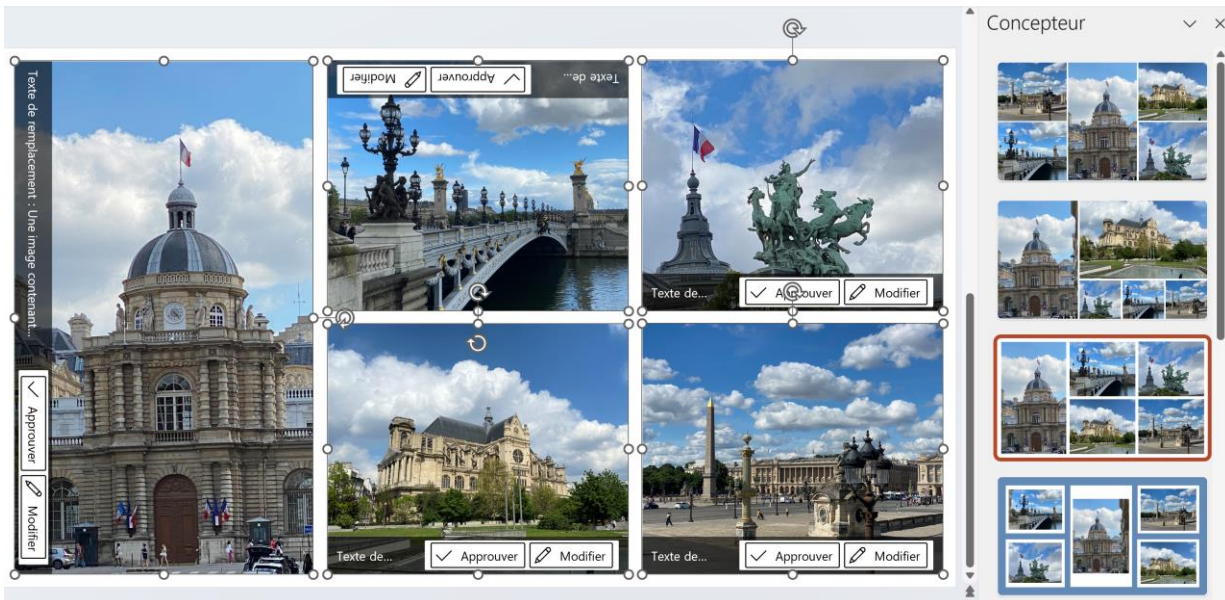 Concepteur
Texte de remplacement : Une image contenant...
Approuver
Modifier
Texte de...
Approuver
Modifier
Texte de...
Approuver
Modifier
Texte de...
Approuver
Modifier
Texte de...
Approuver
Modifier